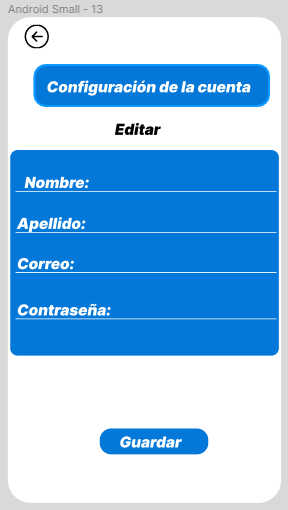 Android Small - 13
Configuración de la cuenta
Editar
Nombre:
Apellido:
Correo:
Contraseña:
Guardar